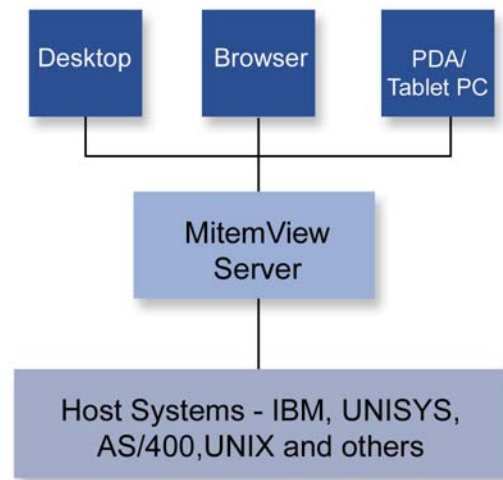 Desktop
Browser
PDA/
Tablet PC
MitemView
Server
Host Systems - IBM, UNISYS,
AS/400,UNIX and others